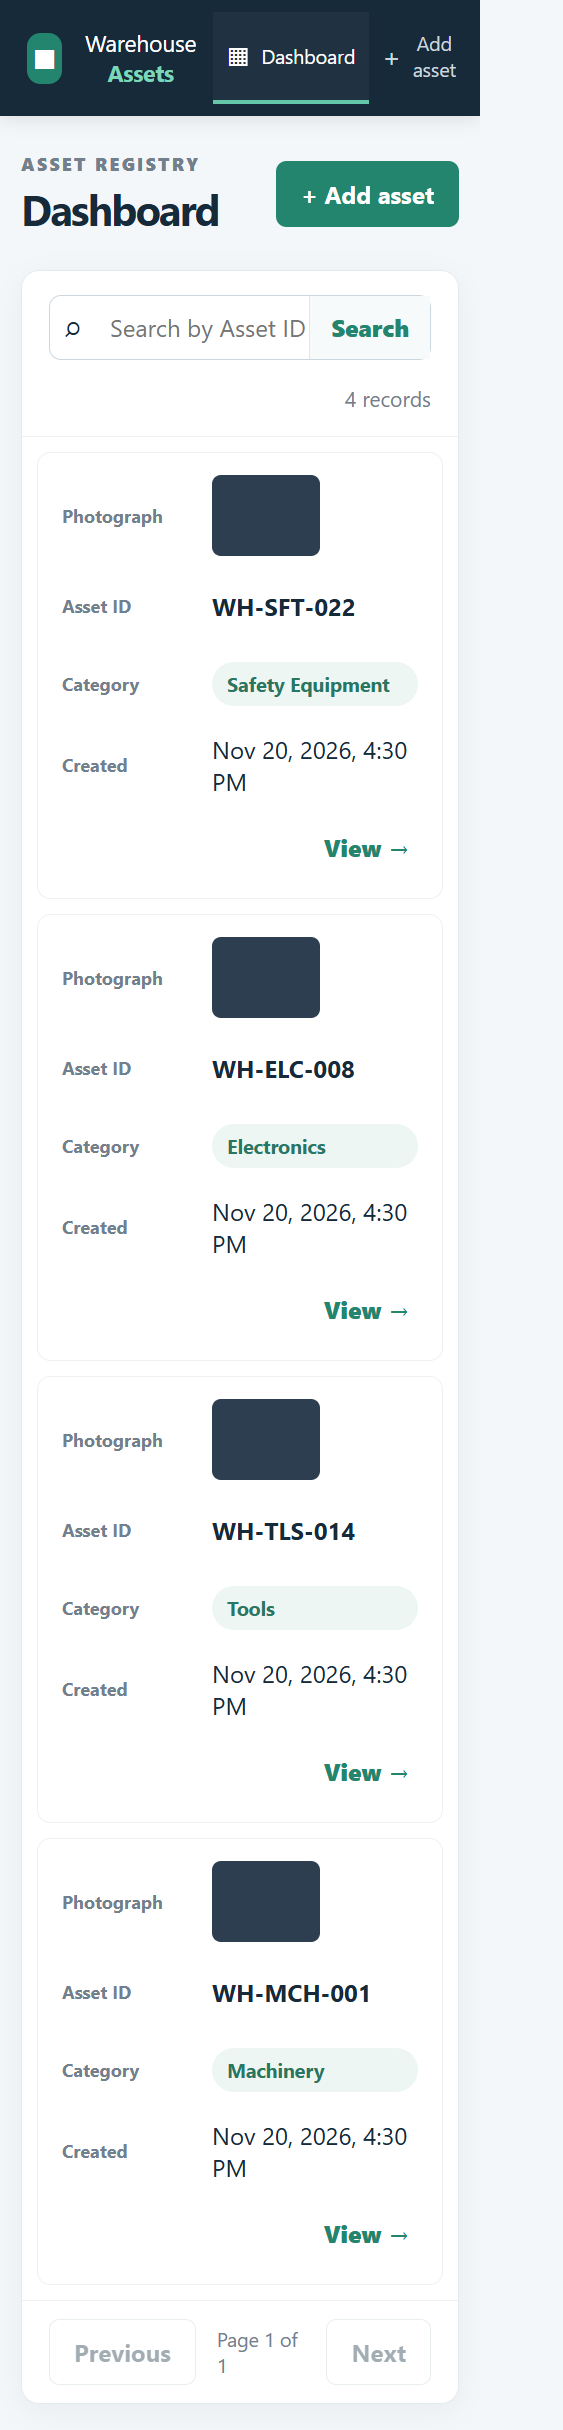 Warehouse
Assets
Dashboard
+ Add
asset
ASSET REGISTRY
Dashboard
+ Add asset
Search by Asset ID
Search
4 records
Photograph
Asset ID WH-SFT-022
Category Safety Equipment
Created Nov 20, 2026, 4:30
PM
View →
Photograph
Asset ID WH-ELC-008
Category Electronics
Created Nov 20, 2026, 4:30
PM
View →
Photograph
Asset ID WH-TLS-014
Category Tools
Created Nov 20, 2026, 4:30
PM
View →
Photograph
Asset ID WH-MCH-001
Category Machinery
Created Nov 20, 2026, 4:30
PM
View →
Previous
Page 1 of
1
Next